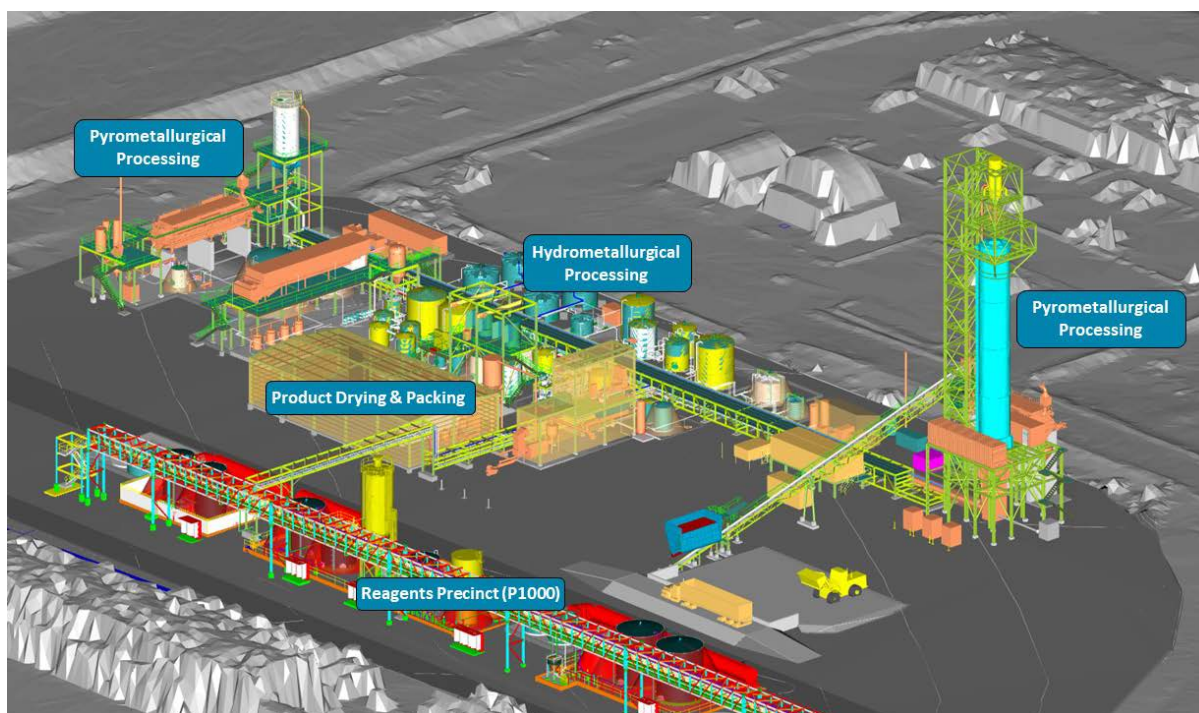 Pyrometallurgical
Processing
Hydrometallurgical
Processing
Pyrometallurgical
Processing
Product Drying & Packing
Reagents Precinct (P1000)